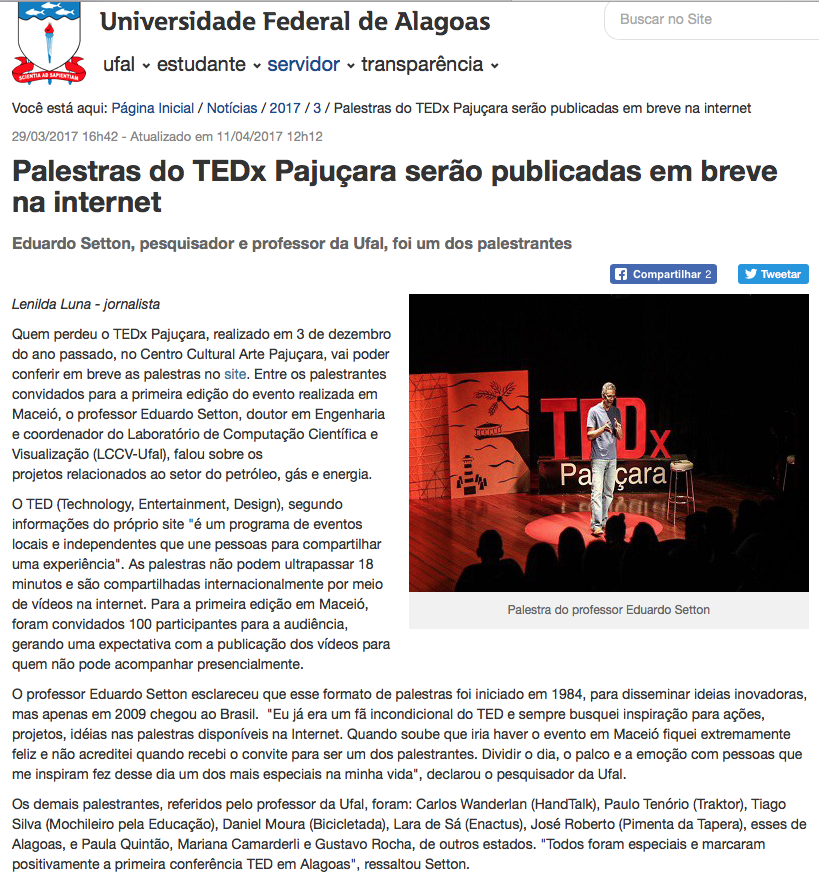 Universidade Federal de Alagoas
Buscar no Site
SCIENTIA AD SAPIENTIAM
ufal estudante servidor transparência
Você está aqui: Página Inicial / Notícias / 2017 / 3 / Palestras do TEDx Pajuçara serão publicadas em breve na internet
29/03/2017 16h42 - Atualizado em 11/04/2017 12h12
Palestras do TEDx Pajuçara serão publicadas em breve
na internet
Eduardo Setton, pesquisador e professor da Ufal, foi um dos palestrantes
Compartilhar 2
Tweetar
Lenilda Luna - jornalista
Quem perdeu o TEDx Pajuçara, realizado em 3 de dezembro
do ano passado, no Centro Cultural Arte Pajuçara, vai poder
conferir em breve as palestras no site. Entre os palestrantes
convidados para a primeira edição do evento realizada em
Maceió, o professor Eduardo Setton, doutor em Engenharia
e coordenador do Laboratório de Computação Científica e
Visualização (LCCV-Ufal), falou sobre os
projetos relacionados ao setor do petróleo, gás e energia.
O TED (Technology, Entertainment, Design), segundo
informações do próprio site "é um programa de eventos
locais e independentes que une pessoas para compartilhar
uma experiência". As palestras não podem ultrapassar 18
minutos e são compartilhadas internacionalmente por meio
de vídeos na internet. Para a primeira edição em Maceió,
foram convidados 100 participantes para a audiência,
gerando uma expectativa com a publicação dos vídeos para
quem não pode acompanhar presencialmente.
TEDx
Pajuçara
Palestra do professor Eduardo Setton
O professor Eduardo Setton esclareceu que esse formato de palestras foi iniciado em 1984, para disseminar ideias inovadoras,
mas apenas em 2009 chegou ao Brasil. "Eu já era um fã incondicional do TED e sempre busquei inspiração para ações,
projetos, idéias nas palestras disponíveis na Internet. Quando soube que iria haver o evento em Maceió fiquei extremamente
feliz e não acreditei quando recebi o convite para ser um dos palestrantes. Dividir o dia, o palco e a emoção com pessoas que
me inspiram fez desse dia um dos mais especiais na minha vida", declarou o pesquisador da Ufal.
Os demais palestrantes, referidos pelo professor da Ufal, foram: Carlos Wanderlan (HandTalk), Paulo Tenório (Traktor), Tiago
Silva (Mochileiro pela Educação), Daniel Moura (Bicicletada), Lara de Sá (Enactus), José Roberto (Pimenta da Tapera), esses de
Alagoas, e Paula Quintão, Mariana Camarderli e Gustavo Rocha, de outros estados. "Todos foram especiais e marcaram
positivamente a primeira conferência TED em Alagoas", ressaltou Setton.